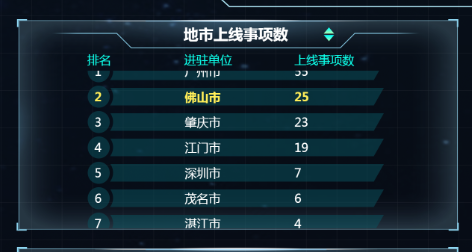 地市上线事项数
排名 进驻单位 上线事项数
1 广州市
2 佛山市 25
3 肇庆市 23
4 江门市 19
5 深圳市 7
6 茂名市 6
7 湛江市 4